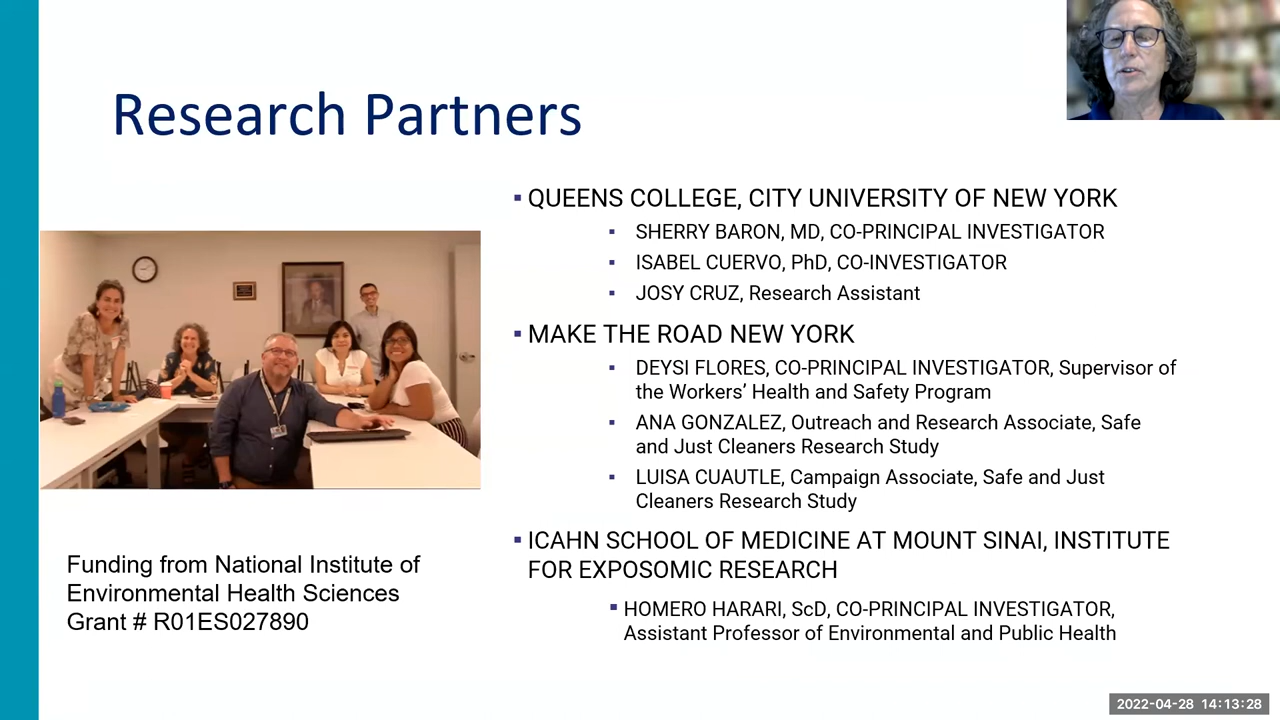 Research Partners
▪ QUEENS COLLEGE, CITY UNIVERSITY OF NEW YORK
▪ SHERRY BARON, MD, CO-PRINCIPAL INVESTIGATOR
▪ ISABEL CUERVO, PhD, CO-INVESTIGATOR
▪ JOSY CRUZ, Research Assistant
▪ MAKE THE ROAD NEW YORK
▪ DEYSI FLORES, CO-PRINCIPAL INVESTIGATOR, Supervisor of
the Workers’ Health and Safety Program
▪ ANA GONZALEZ, Outreach and Research Associate, Safe
and Just Cleaners Research Study
▪ LUISA CUAUTLE, Campaign Associate, Safe and Just
Cleaners Research Study
▪ ICAHN SCHOOL OF MEDICINE AT MOUNT SINAI, INSTITUTE
FOR EXPOSOMIC RESEARCH
▪ HOMERO HARARI, ScD, CO-PRINCIPAL INVESTIGATOR,
Assistant Professor of Environmental and Public Health
Funding from National Institute of
Environmental Health Sciences
Grant # R01ES027890
2022-04-28 14:13:28